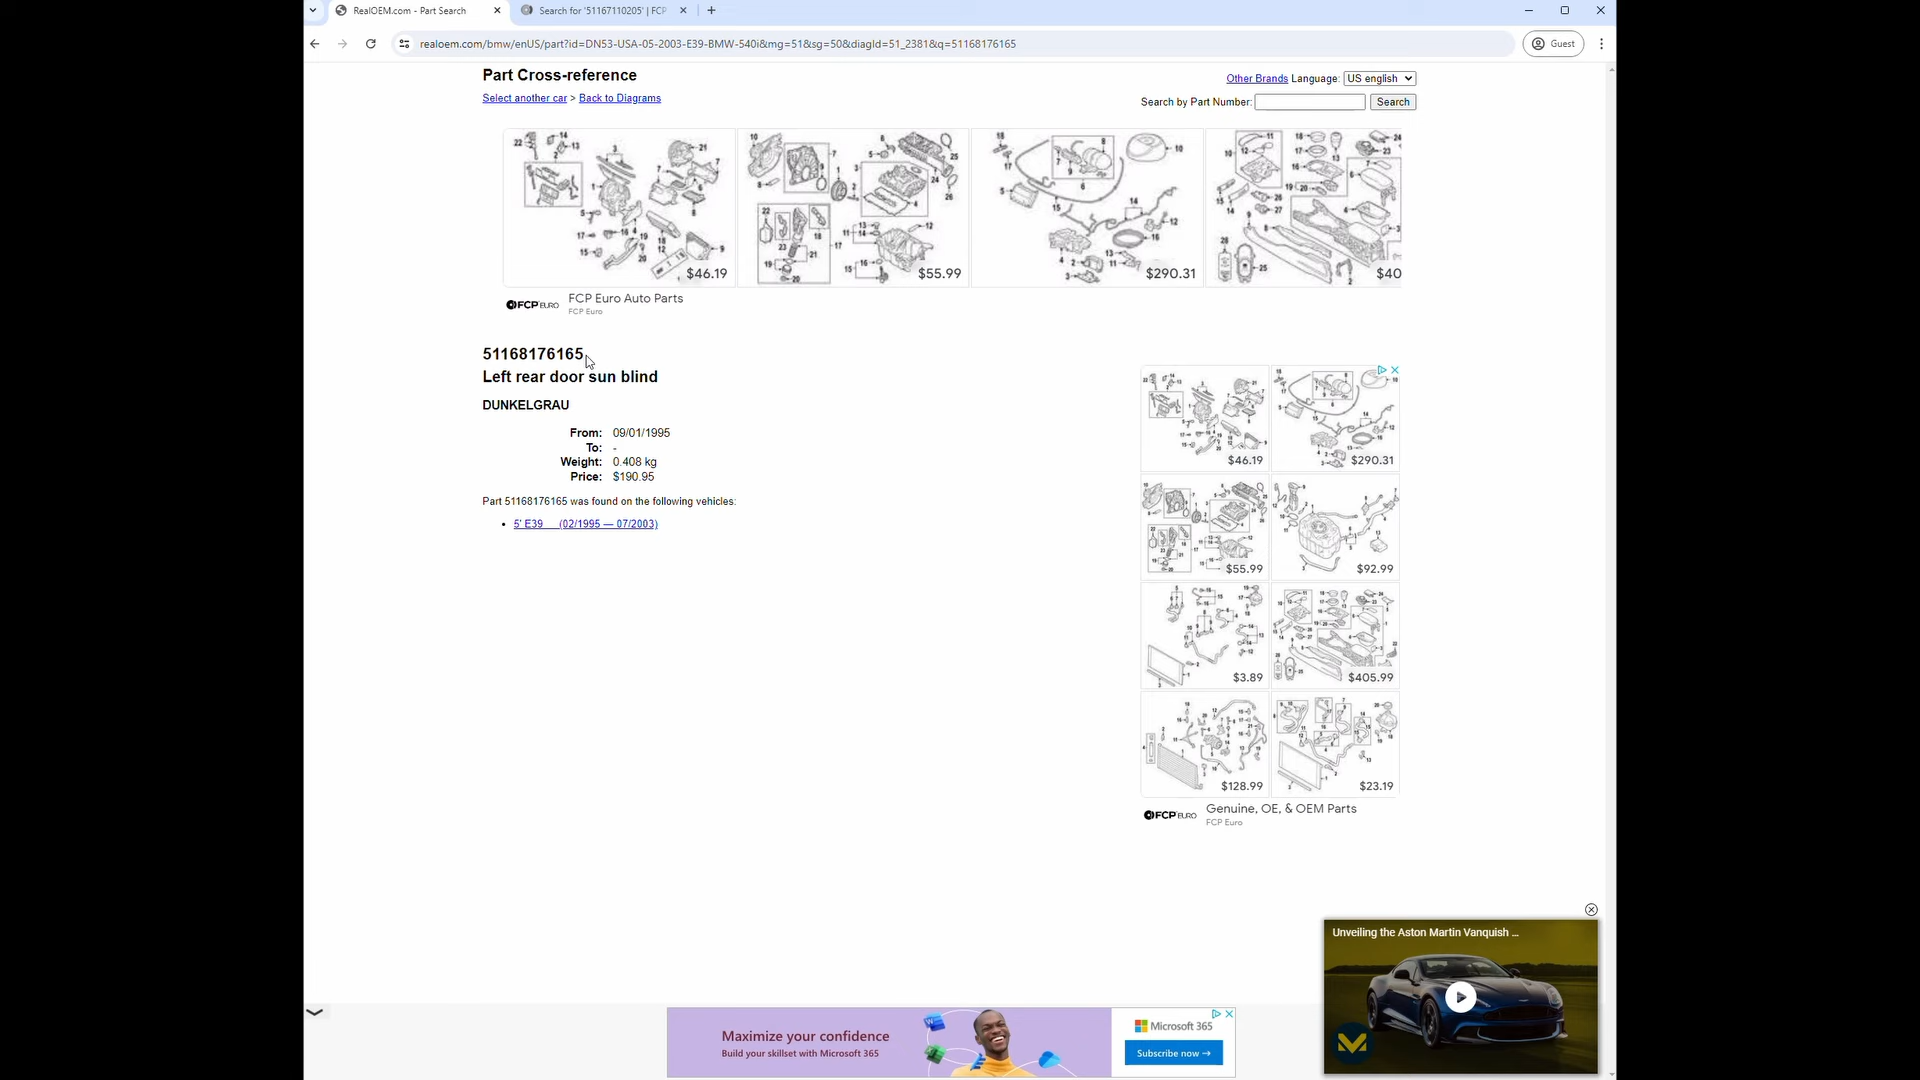 RealOEM.com - Part Search
Search for '51167110205' | FCP
realoem.com/bmw/enUS/part?id=DN53-USA-05-2003-E39-BMW-540i&mg=51&sg=50&diagId=51_2381&q=51168176165
Guest
Part Cross-reference
Other Brands Language: US english
Select another car > Back to Diagrams
Search by Part Number: Search
$46.19
$55.99
$290.31
$40
FCP EURO
FCP Euro Auto Parts
FCP Euro
51168176165
Left rear door sun blind
DUNKELGRAU
From: 09/01/1995
To: -
Weight: 0.408 kg
Price: $190.95
Part 51168176165 was found on the following vehicles:
• 5' E39 (02/1995 — 07/2003)
$46.19
$290.31
$55.99
$92.99
$3.89
$405.99
$128.99
$23.19
FCP EURO
Genuine, OE, & OEM Parts
FCP Euro
Unveiling the Aston Martin Vanquish ...
Maximize your confidence
Build your skillset with Microsoft 365
Microsoft 365
Subscribe now →